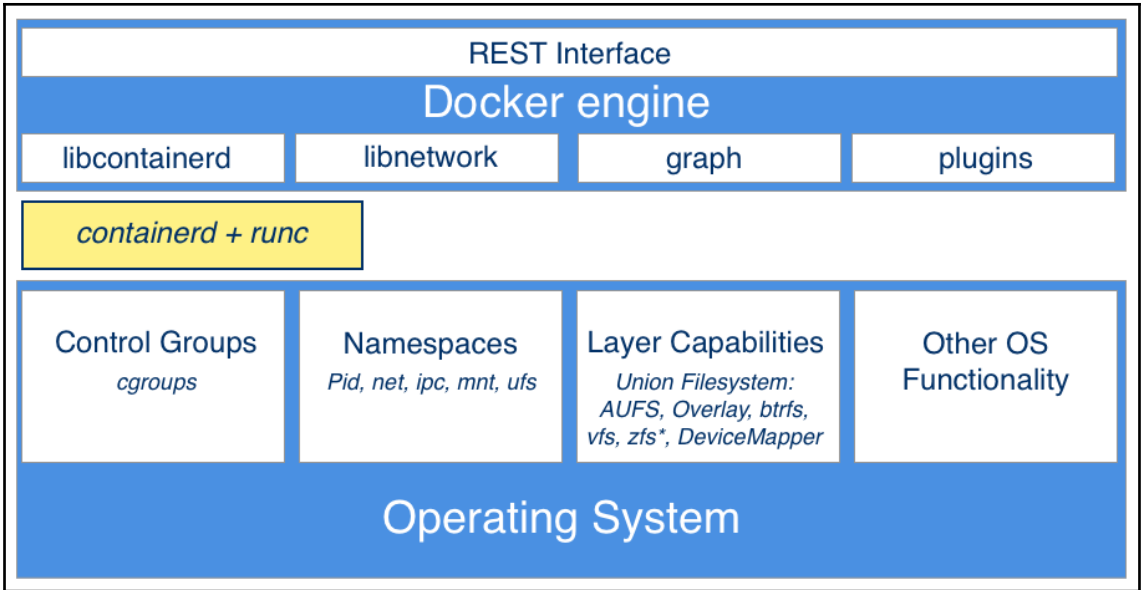 REST Interface
Docker engine
libcontainerd
libnetwork
graph
plugins
containerd + runc
Control Groups
cgroups
Namespaces
Pid, net, ipc, mnt, ufs
Layer Capabilities
Union Filesystem:
AUFS, Overlay, btrfs,
vfs, zfs*, DeviceMapper
Other OS
Functionality
Operating System